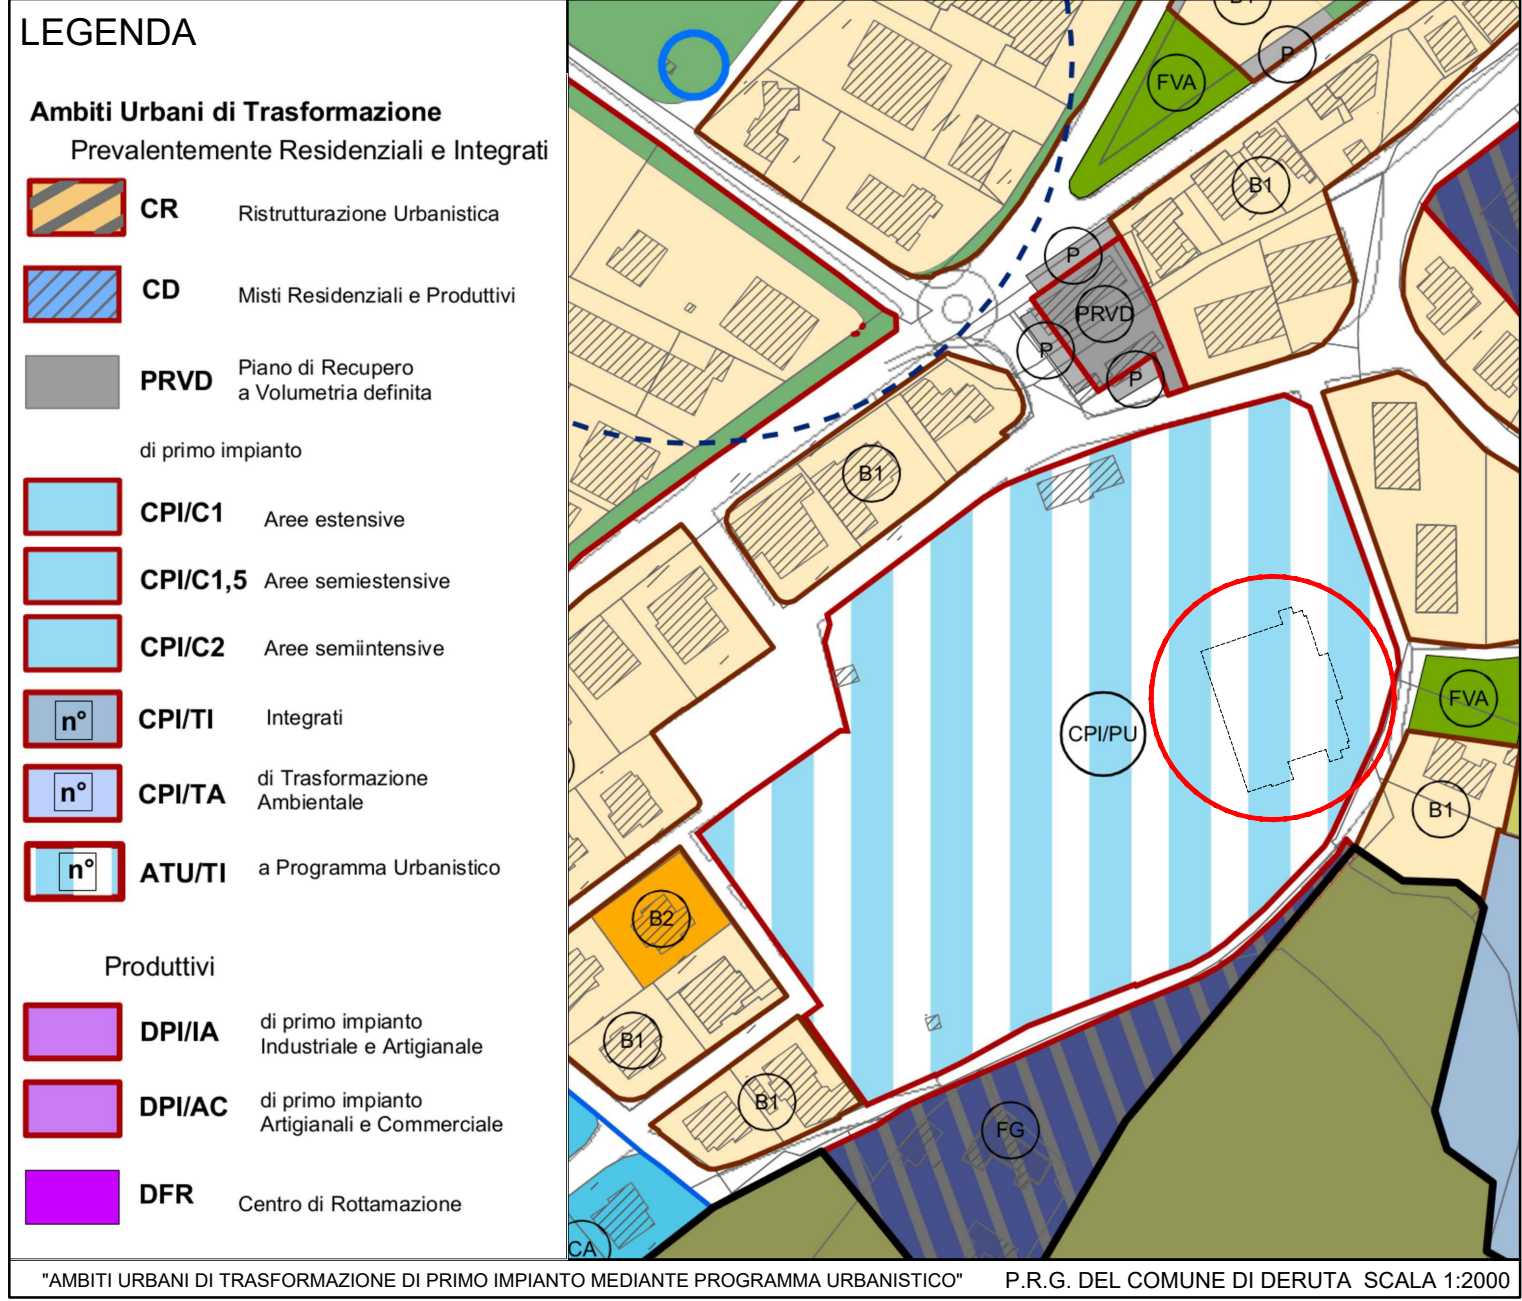 LEGENDA
Ambiti Urbani di Trasformazione
Prevalentemente Residenziali e Integrati
CR Ristrutturazione Urbanistica
CD Misti Residenziali e Produttivi
PRVD Piano di Recupero
a Volumetria definita
di primo impianto
CPI/C1 Aree estensive
CPI/C1,5 Aree semiestensive
CPI/C2 Aree semiintensive
n° CPI/TI Integrati
n° CPI/TA di Trasformazione
Ambientale
n° ATU/TI a Programma Urbanistico
Produttivi
DPI/IA di primo impianto
Industriale e Artigianale
DPI/AC di primo impianto
Artigianali e Commerciale
DFR Centro di Rottamazione
B1
P
FVA
B1
P
PRVD
P
P
B1
FVA
CPI/PU
B1
B2
B1
B1
FG
CA
"AMBITI URBANI DI TRASFORMAZIONE DI PRIMO IMPIANTO MEDIANTE PROGRAMMA URBANISTICO" P.R.G. DEL COMUNE DI DERUTA SCALA 1:2000